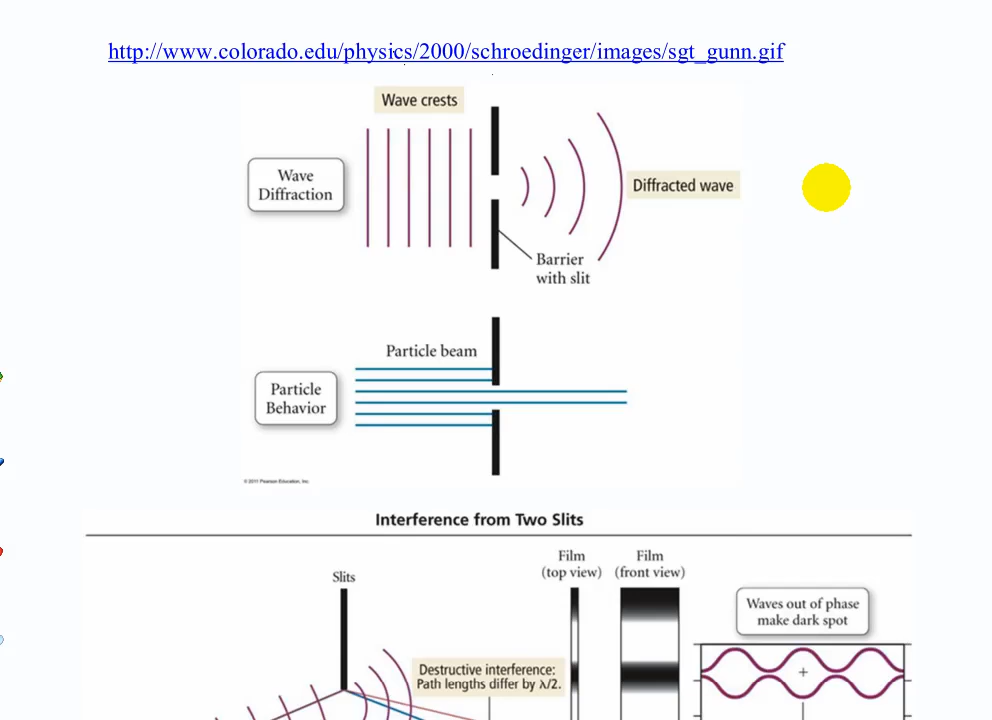 http://www.colorado.edu/physics/2000/schroedinger/images/sgt_gunn.gif
Wave crests
Wave
Diffraction
Diffracted wave
Barrier
with slit
Particle beam
Particle
Behavior
© 2011 Pearson Education, Inc.
Interference from Two Slits
Slits
Film
(top view)
Film
(front view)
Waves out of phase
make dark spot
Destructive interference:
Path lengths differ by λ/2.
+